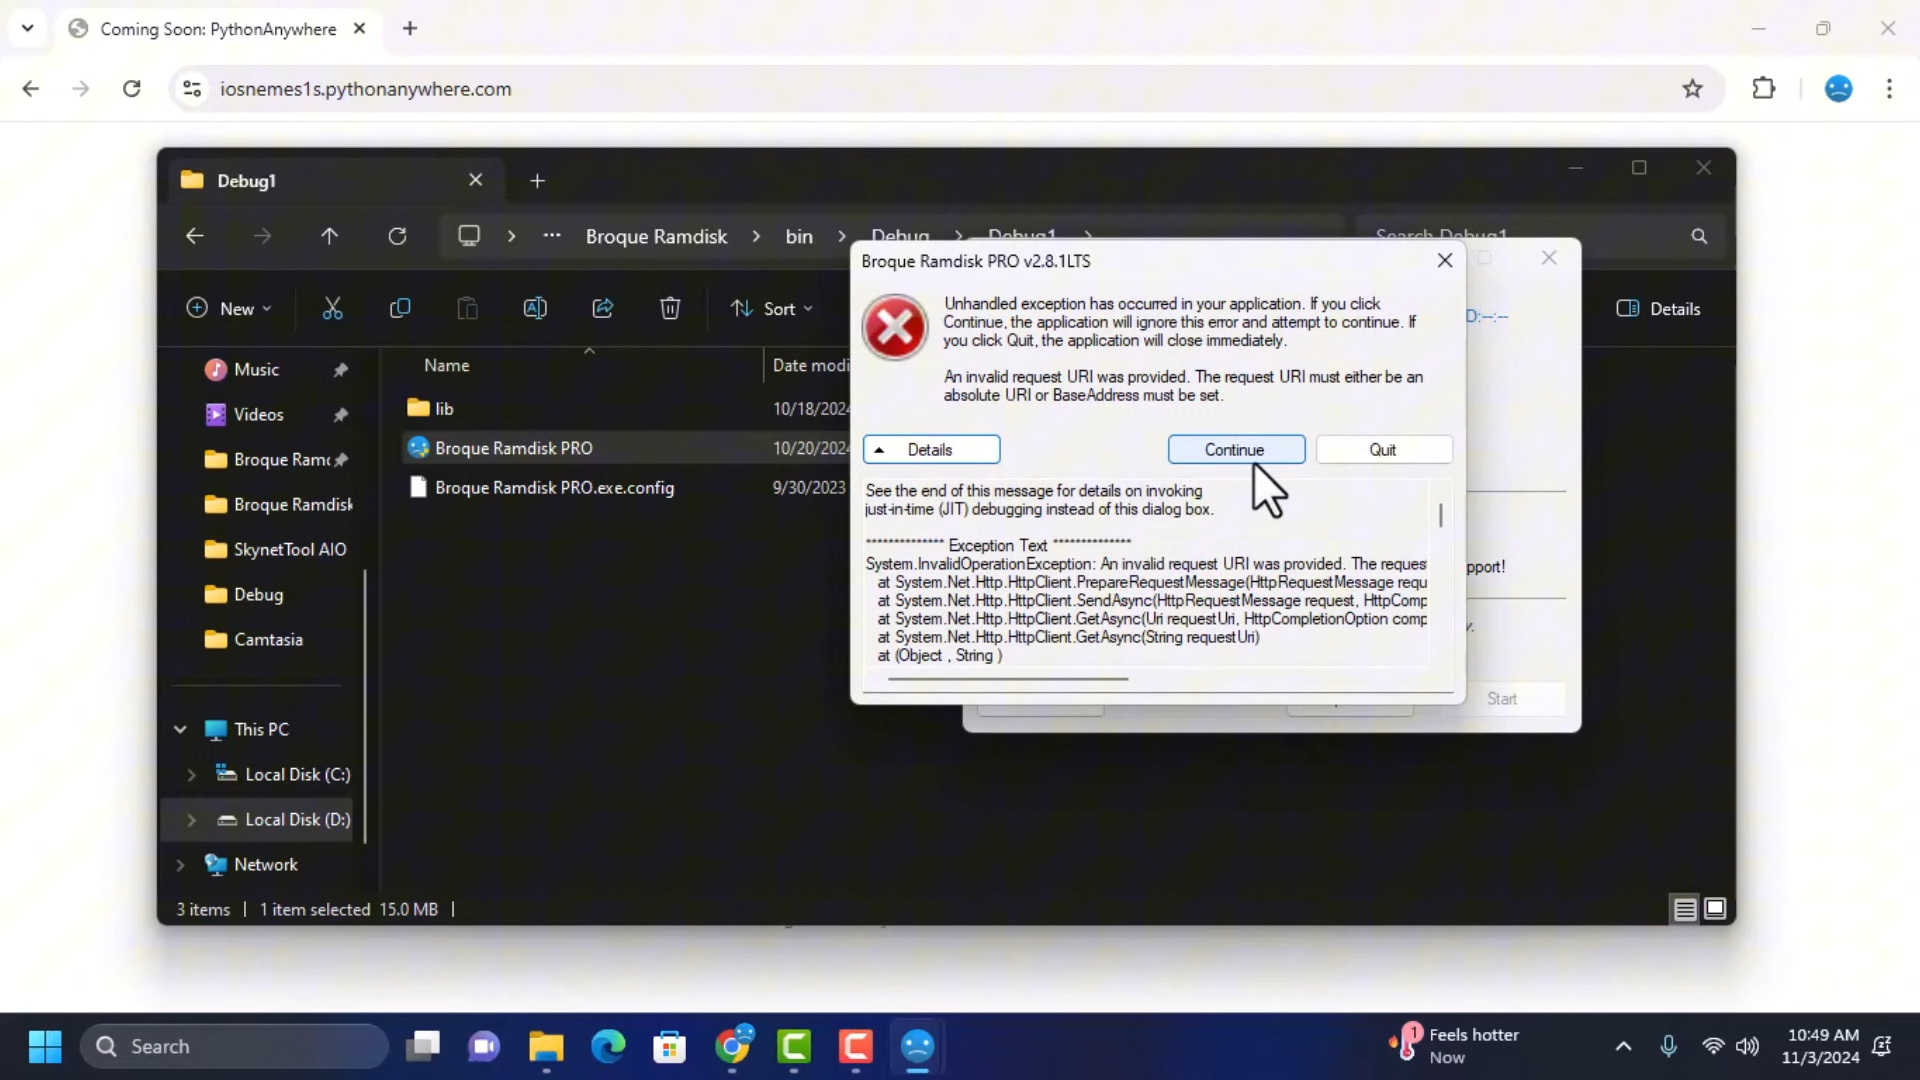 Coming Soon: PythonAnywhere
iosnemes1s.pythonanywhere.com
Debug1
Broque Ramdisk
bin
Debug
Debug1
Search Debug1
New
Sort
Details
Broque Ramdisk PRO v2.8.1LTS
Unhandled exception has occurred in your application. If you click
Continue, the application will ignore this error and attempt to continue. If
you click Quit, the application will close immediately.
An invalid request URI was provided. The request URI must either be an
absolute URI or BaseAddress must be set.
Details
Continue
Quit
See the end of this message for details on invoking
just-in-time (JIT) debugging instead of this dialog box.
************** Exception Text **************
System.InvalidOperationException: An invalid request URI was provided. The reques
at System.Net.Http.HttpClient.PrepareRequestMessage(HttpRequestMessage requ
at System.Net.Http.HttpClient.SendAsync(HttpRequestMessage request, HttpComp
at System.Net.Http.HttpClient.GetAsync(Uri requestUri, HttpCompletionOption comp
at System.Net.Http.HttpClient.GetAsync(String requestUri)
at (Object , String )
D:--:--
pport!
Start
Name
Date modi
lib
10/18/2024
Broque Ramdisk PRO
10/20/2024
Broque Ramdisk PRO.exe.config
9/30/2023
Music
Videos
Broque Ram
Broque Ramdisk
SkynetTool AIO
Debug
Camtasia
This PC
Local Disk (C:)
Local Disk (D:)
Network
3 items
1 item selected 15.0 MB
Search
1
Feels hotter
Now
10:49 AM
11/3/2024